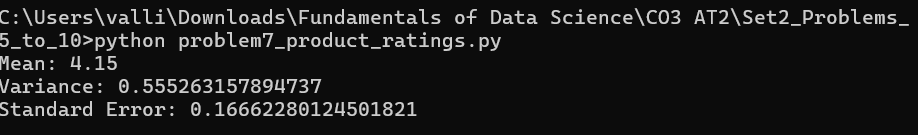 C:\Users\valli\Downloads\Fundamentals of Data Science\CO3 AT2\Set2_Problems_
5_to_10>python problem7_product_ratings.py
Mean: 4.15
Variance: 0.555263157894737
Standard Error: 0.16662280124501821